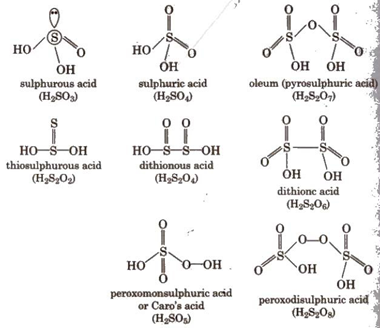 S
HO
O
OH
sulphurous acid
(H₂SO₃)
O
S
HO
O
OH
sulphuric acid
(H₂SO₄)
O O O
S S
O O
OH OH
oleum (pyrosulphuric acid)
(H₂S₂O₇)
S
HO—S—OH
thiosulphurous acid
(H₂S₂O₂)
O O
HO—S—S—OH
dithionous acid
(H₂S₂O₄)
O O
S—S
O O
OH OH
dithionc acid
(H₂S₂O₆)
O
S
HO O—OH
O
peroxomonsulphuric acid
or Caro's acid
(H₂SO₅)
O O—O O
S S
O OH O
OH
peroxodisulphuric acid
(H₂S₂O₈)